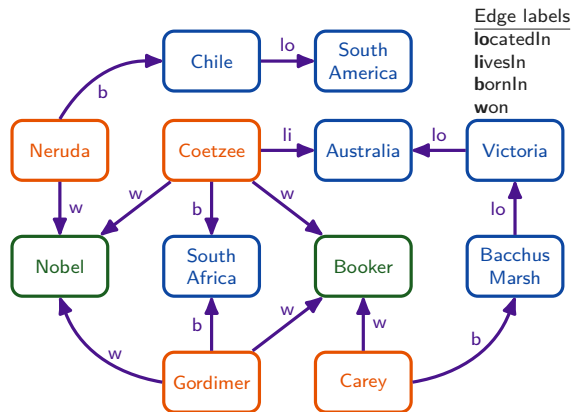 Edge labels
locatedIn
livesIn
bornIn
won
Chile
lo
South
America
b
Neruda
Coetzee
li
Australia
lo
Victoria
w
w
b
w
lo
Nobel
South
Africa
Booker
Bacchus
Marsh
w
b
w
w
b
Gordimer
Carey